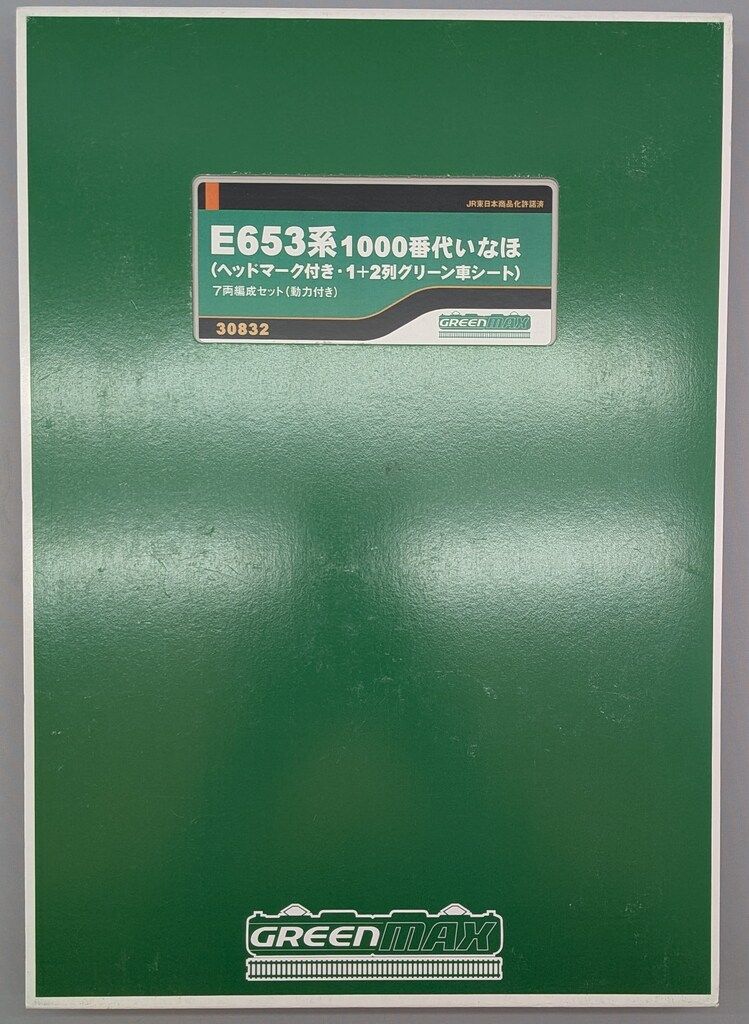 JR東日本商品化許諾済
E653系1000番代いなほ
(ヘッドマーク付き・1+2列グリーン車シート)
7両編成セット(動力付き)
30832
GREENMAX
GREENMAX